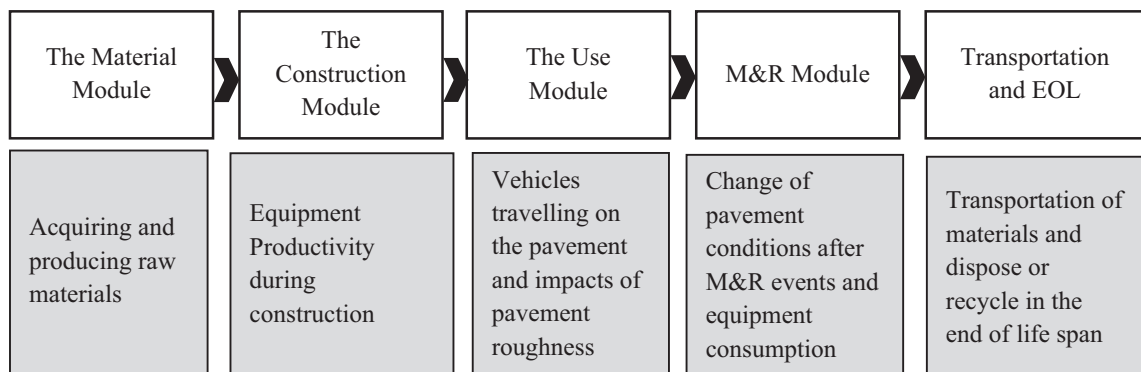 The Material
Module
The
Construction
Module
The Use
Module
M&R Module
Transportation
and EOL
Acquiring and
producing raw
materials
Equipment
Productivity
during
construction
Vehicles
travelling on
the pavement
and impacts of
pavement
roughness
Change of
pavement
conditions after
M&R events and
equipment
consumption
Transportation of
materials and
dispose or
recycle in the
end of life span